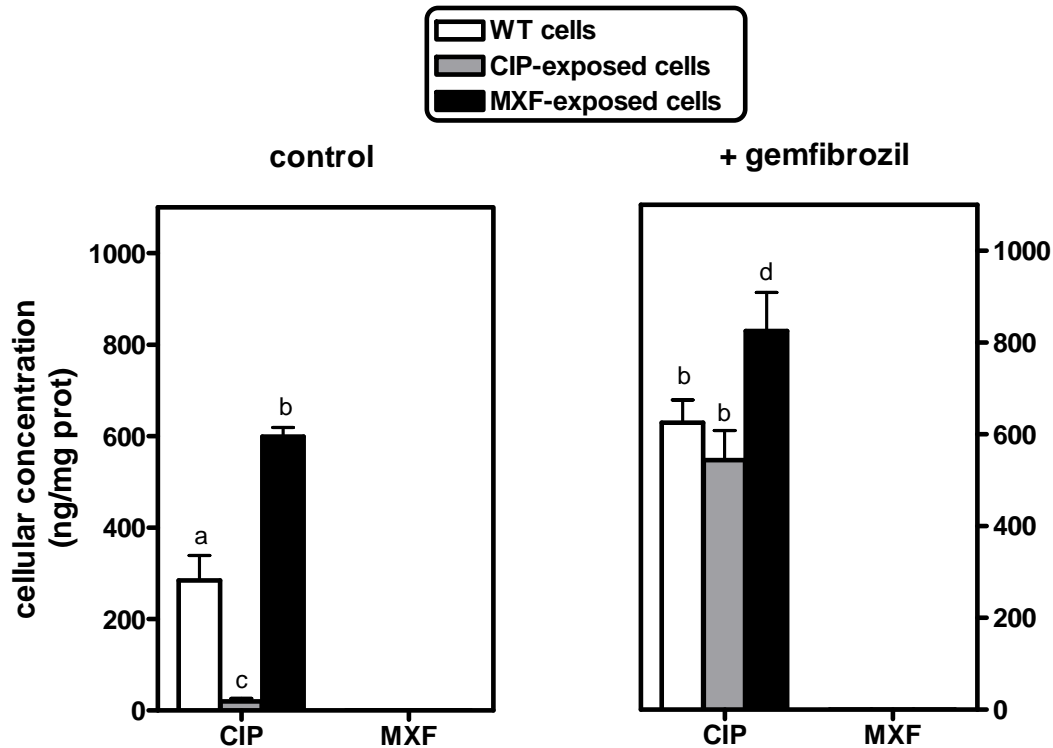 WT cells
CIP-exposed cells
MXF-exposed cells
control
+ gemfibrozil
cellular concentration
(ng/mg prot)
1000
800
600
400
200
0
a
c
b
CIP
MXF
b
b
d
1000
800
600
400
200
0
CIP
MXF